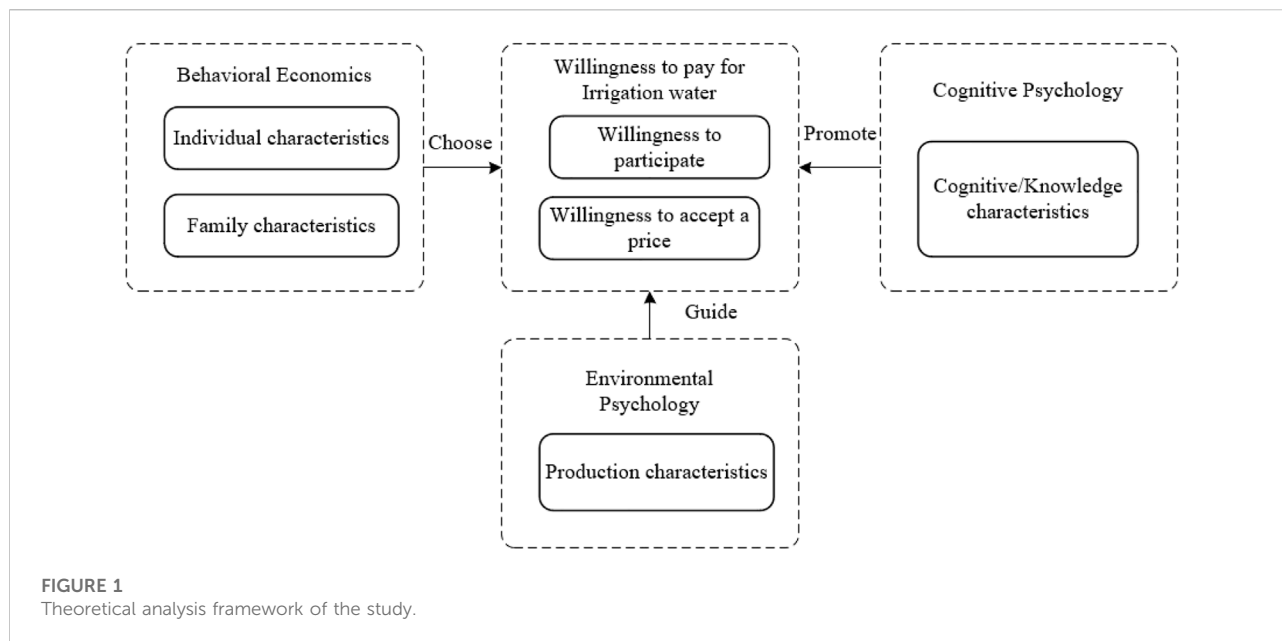 Behavioral Economics
Individual characteristics
Family characteristics
Choose
Willingness to pay for
Irrigation water
Willingness to
participate
Willingness to accept a
price
Promote
Cognitive Psychology
Cognitive/Knowledge
characteristics
Guide
Environmental
Psychology
Production characteristics
FIGURE 1
Theoretical analysis framework of the study.